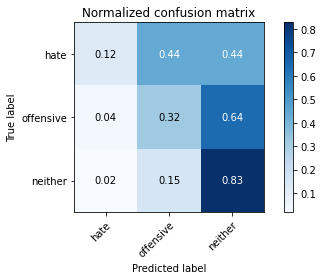 Normalized confusion matrix
hate 0.12 0.44 0.44
offensive 0.04 0.32 0.64
neither 0.02 0.15 0.83
hate offensive neither
True label
Predicted label
0.8
0.7
0.6
0.5
0.4
0.3
0.2
0.1